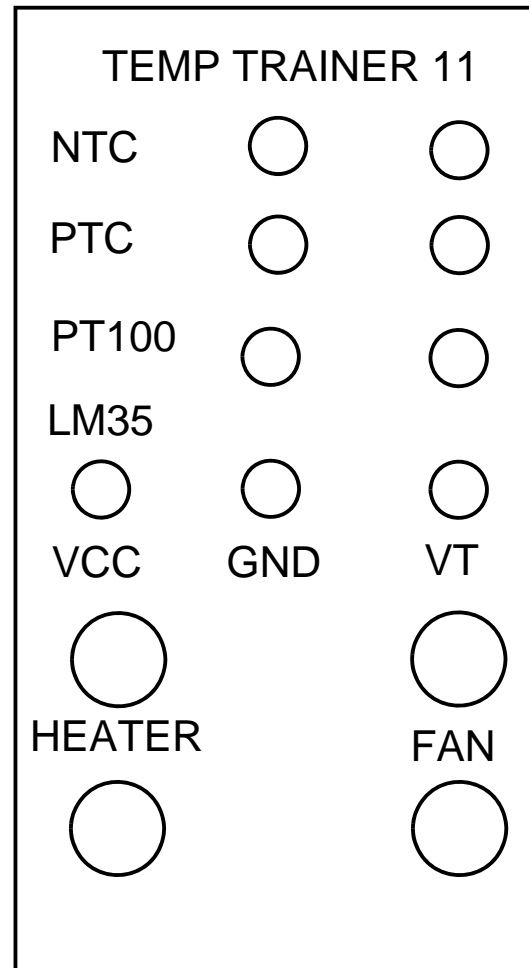 TEMP TRAINER 11
NTC
PTC
PT100
LM35
VCC GND VT
HEATER FAN